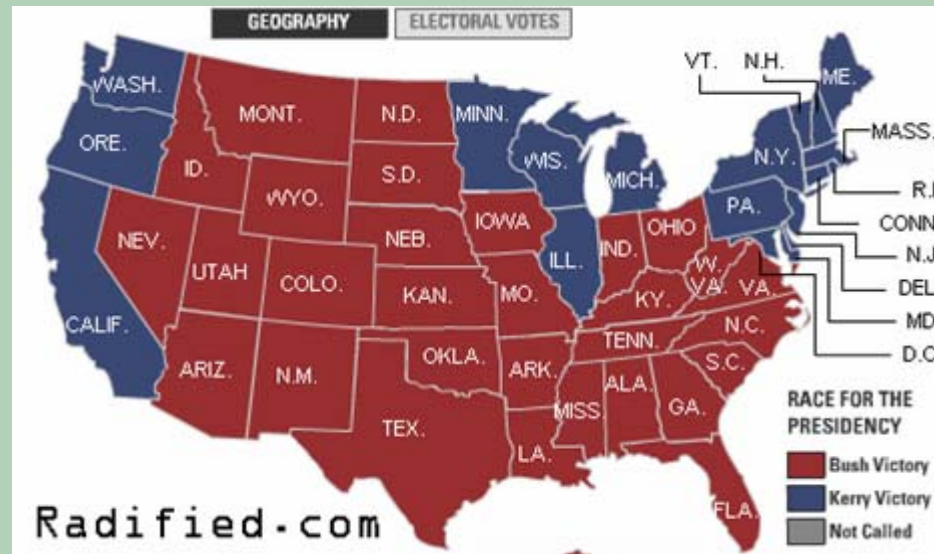 GEOGRAPHY
ELECTORAL VOTES
VT.
N.H.
WASH.
ME.
MONT.
N.D.
MINN.
ORE.
MASS.
N.Y.
ID.
S.D.
WIS.
MICH.
WYO.
R.I
PA.
IOWA
CONN
NEV.
NEB.
ILL.
IND.
OHIO
N.J
UTAH
COLO.
W.
VA.
VA.
DEL
KAN.
MO.
KY.
CALIF.
MD
N.C.
TENN.
OKLA.
D.C
ARIZ.
N.M.
ARK.
S.C.
RACE FOR THE
PRESIDENCY
ALA.
MISS.
GA.
TEX.
LA.
Bush Victory
Kerry Victory
FLA.
Not Called
Radified.com